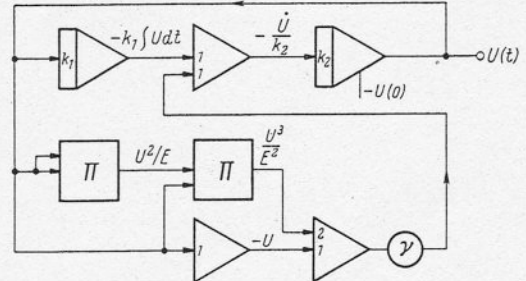 k₁
−k₁∫Udt
1
1
−U̇/k₂
k₂
U(t)
−U(0)
П
U²/E
П
U³/E²
1
−U
2
1
γ